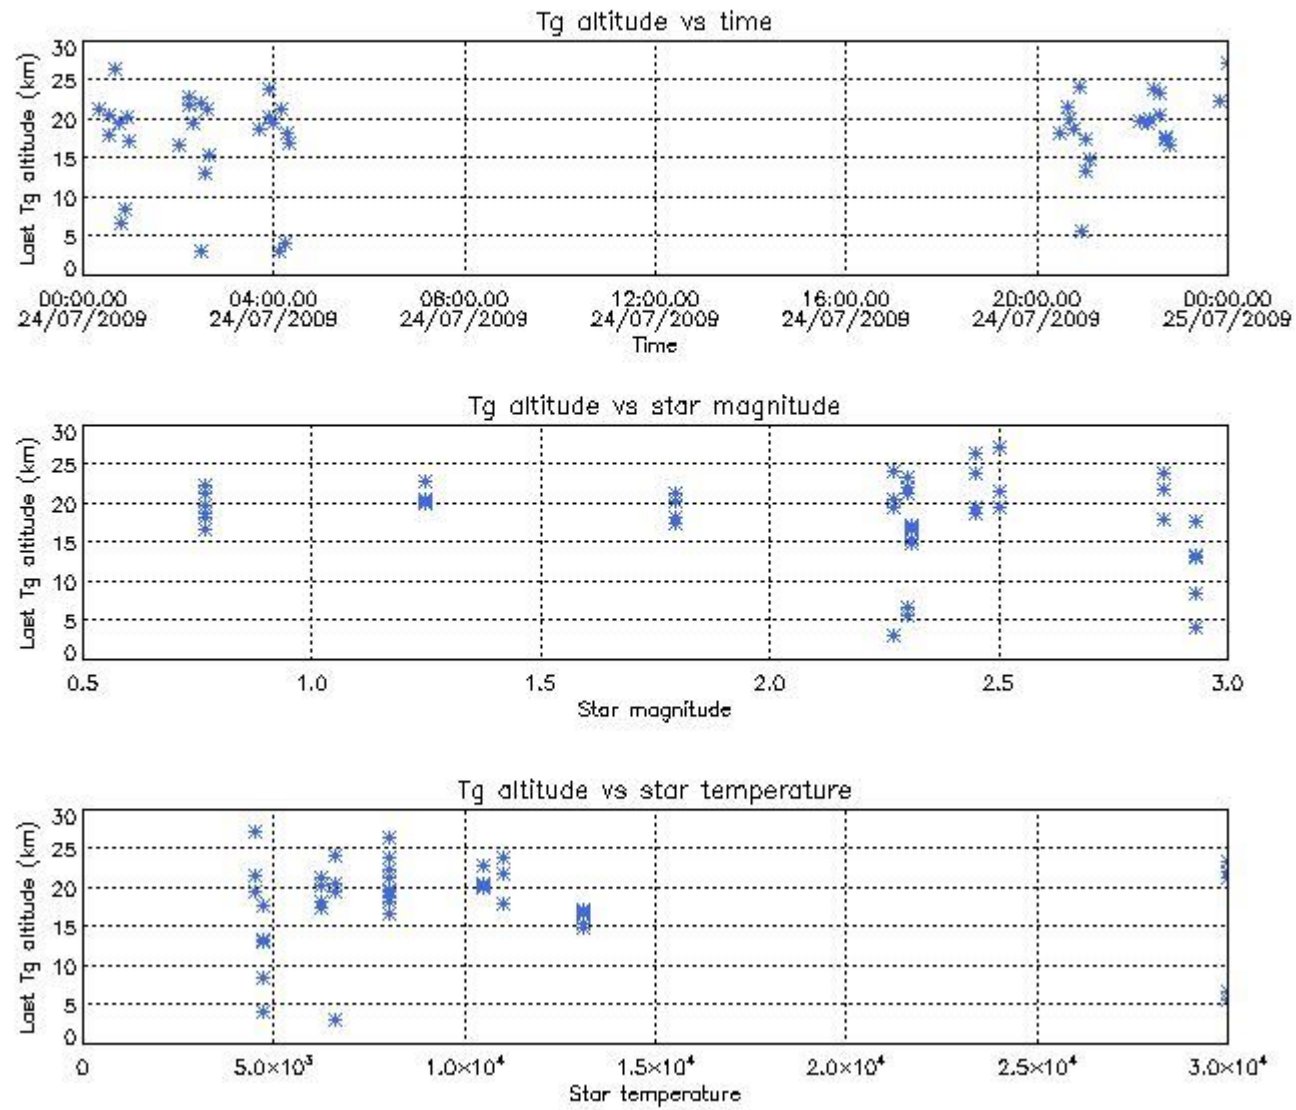 Tg altitude vs time
Last Tg altitude (km)
30
25
20
15
10
5
0
00:00.00 04:00.00 08:00.00 12:00.00 16:00.00 20:00.00 00:00.00
24/07/2009 24/07/2009 24/07/2009 24/07/2009 24/07/2009 24/07/2009 25/07/2009
Time
Tg altitude vs star magnitude
Last Tg altitude (km)
30
25
20
15
10
5
0
0.5 1.0 1.5 2.0 2.5 3.0
Star magnitude
Tg altitude vs star temperature
Last Tg altitude (km)
30
25
20
15
10
5
0
0 5.0×10³ 1.0×10⁴ 1.5×10⁴ 2.0×10⁴ 2.5×10⁴ 3.0×10⁴
Star temperature